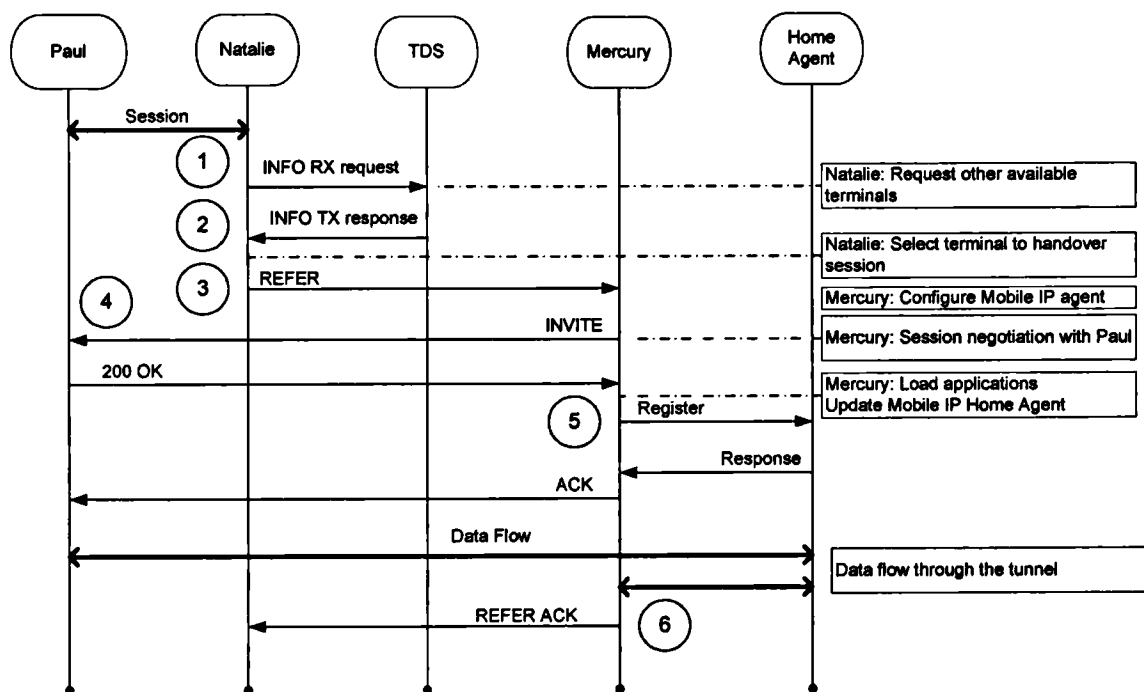 Paul
Natalie
TDS
Mercury
Home
Agent
Session
1
INFO RX request
Natalie: Request other available
terminals
2
INFO TX response
Natalie: Select terminal to handover
session
3
REFER
4
Mercury: Configure Mobile IP agent
INVITE
Mercury: Session negotiation with Paul
200 OK
Mercury: Load applications
Update Mobile IP Home Agent
5
Register
Response
ACK
Data Flow
Data flow through the tunnel
REFER ACK
6